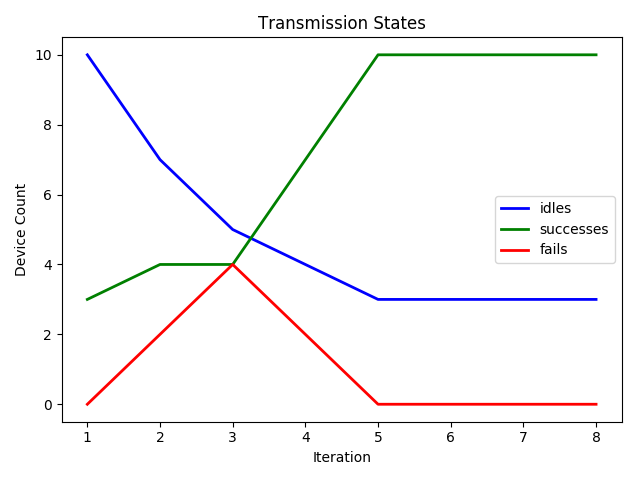 Transmission States
Device Count
10
8
6
4
2
0
idles
successes
fails
1 2 3 4 5 6 7 8
Iteration